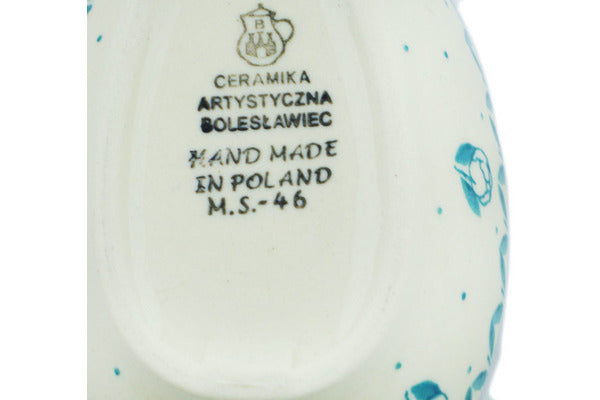 B
CERAMIKA
ARTYSTYCZNA
BOLESŁAWIEC
HAND MADE
IN POLAND
M.S.-46